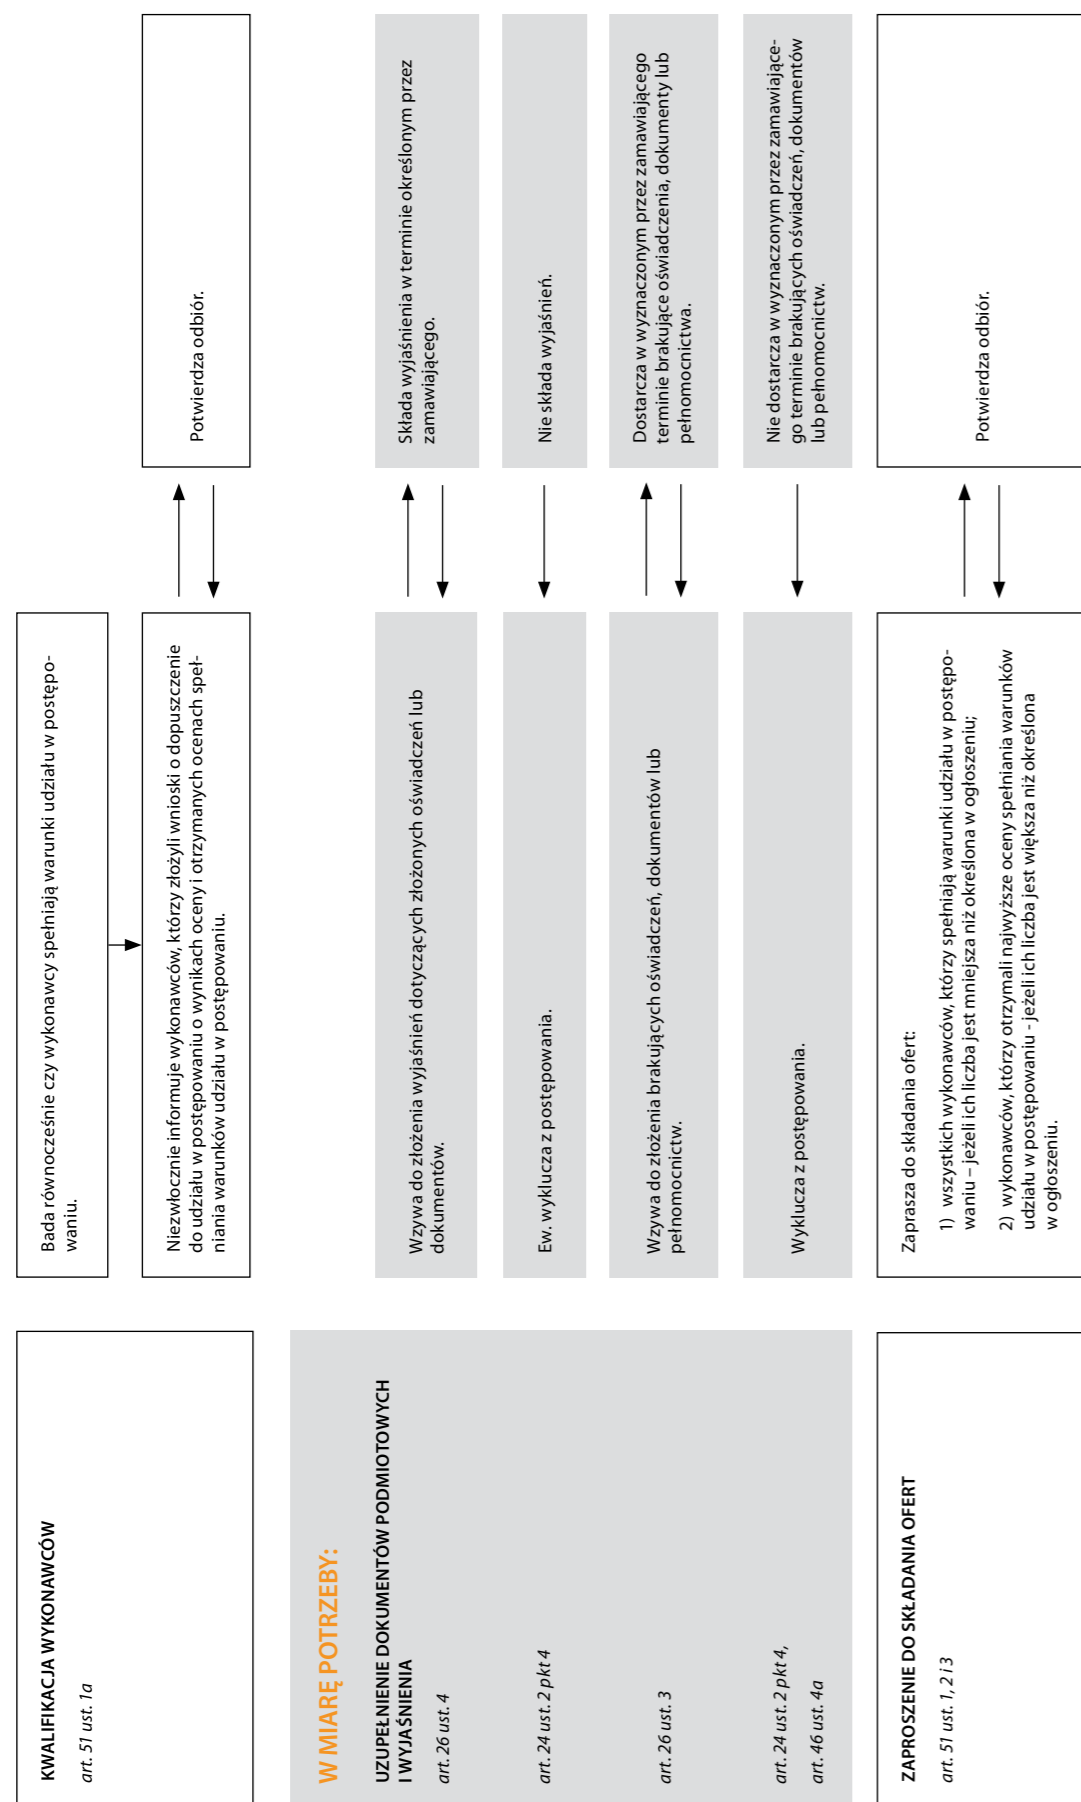 KWALIFIKACJA WYKONAWCÓW
art. 51 ust. 1a
Bada równocześnie czy wykonawcy spełniają warunki udziału w postępo-
waniu.
Niezwłocznie informuje wykonawców, którzy złożyli wnioski o dopuszczenie
do udziału w postępowaniu o wynikach oceny i otrzymanych ocenach speł-
niania warunków udziału w postępowaniu.
Potwierdza odbiór.
W MIARĘ POTRZEBY:
UZUPEŁNIENIE DOKUMENTÓW PODMIOTOWYCH
I WYJAŚNIENIA
art. 26 ust. 4
Wzywa do złożenia wyjaśnień dotyczących złożonych oświadczeń lub
dokumentów.
Składa wyjaśnienia w terminie określonym przez
zamawiającego.
art. 24 ust. 2 pkt 4
Ew. wyklucza z postępowania.
Nie składa wyjaśnień.
art. 26 ust. 3
Wzywa do złożenia brakujących oświadczeń, dokumentów lub
pełnomocnictw.
Dostarcza w wyznaczonym przez zamawiającego
terminie brakujące oświadczenia, dokumenty lub
pełnomocnictwa.
art. 24 ust. 2 pkt 4,
art. 46 ust. 4a
Wyklucza z postępowania.
Nie dostarcza w wyznaczonym przez zamawiające-
go terminie brakujących oświadczeń, dokumentów
lub pełnomocnictw.
ZAPROSZENIE DO SKŁADANIA OFERT
art. 51 ust. 1, 2 i 3
Zaprasza do składania ofert:
1) wszystkich wykonawców, którzy spełniają warunki udziału w postępo-
waniu – jeżeli ich liczba jest mniejsza niż określona w ogłoszeniu;
2) wykonawców, którzy otrzymali najwyższe oceny spełniania warunków
udziału w postępowaniu - jeżeli ich liczba jest większa niż określona
w ogłoszeniu.
Potwierdza odbiór.